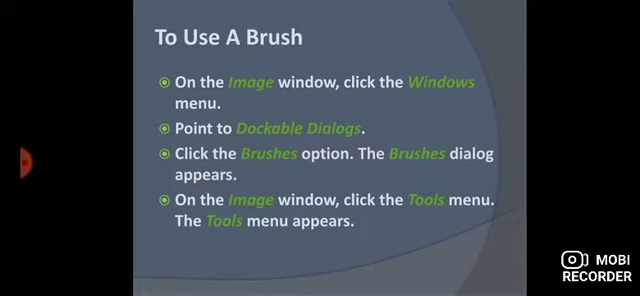 To Use A Brush
On the Image window, click the Windows
menu.
Point to Dockable Dialogs.
Click the Brushes option. The Brushes dialog
appears.
On the Image window, click the Tools menu.
The Tools menu appears.
MOBI
RECORDER